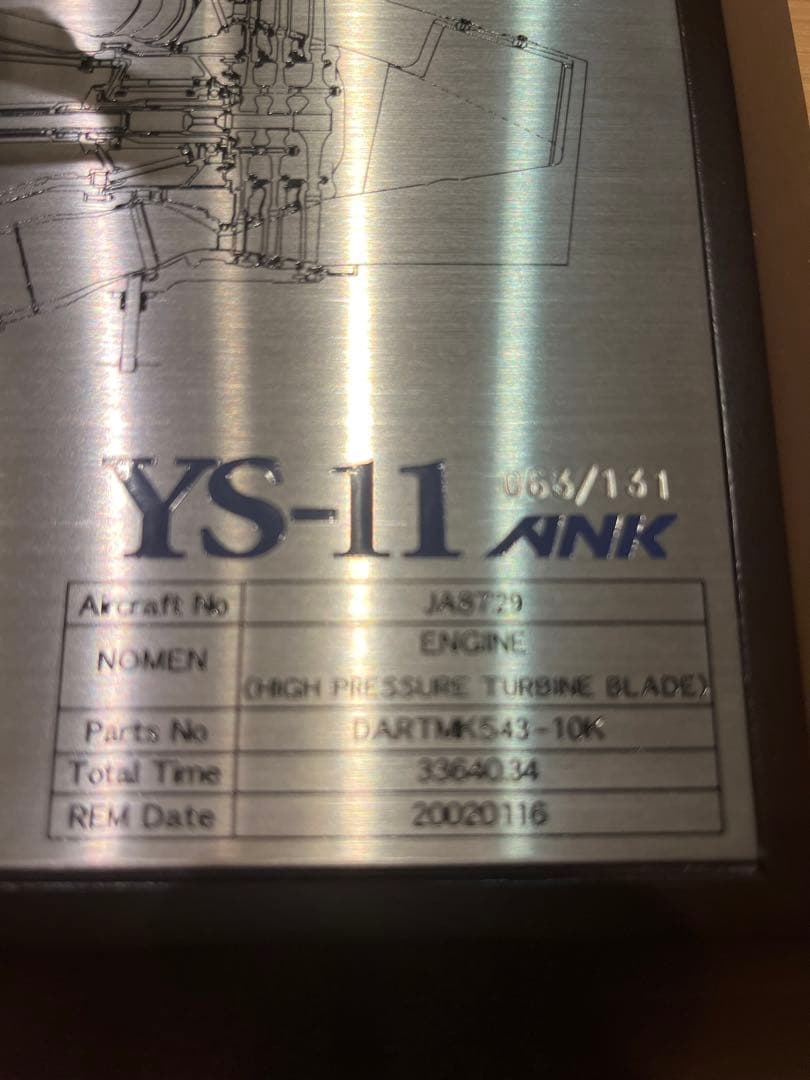 063/131
YS-11 ANK
Aircraft No JA8729
NOMEN ENGINE
(HIGH PRESSURE TURBINE BLADE)
Parts No DARTMK543-10K
Total Time 33640.34
REM Date 20020116